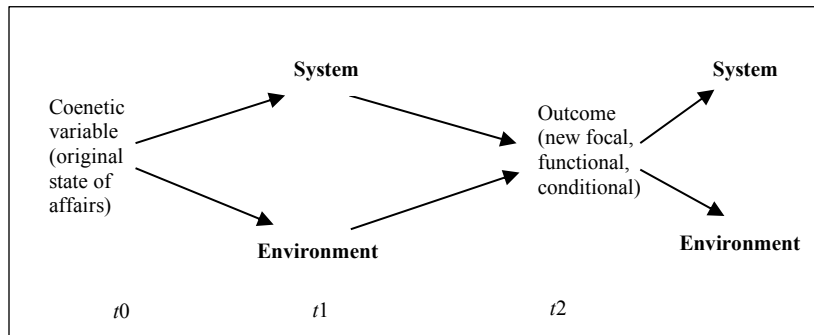 System
System
Coenetic
variable
(original
state of
affairs)
Outcome
(new focal,
functional,
conditional)
Environment
Environment
t0
t1
t2